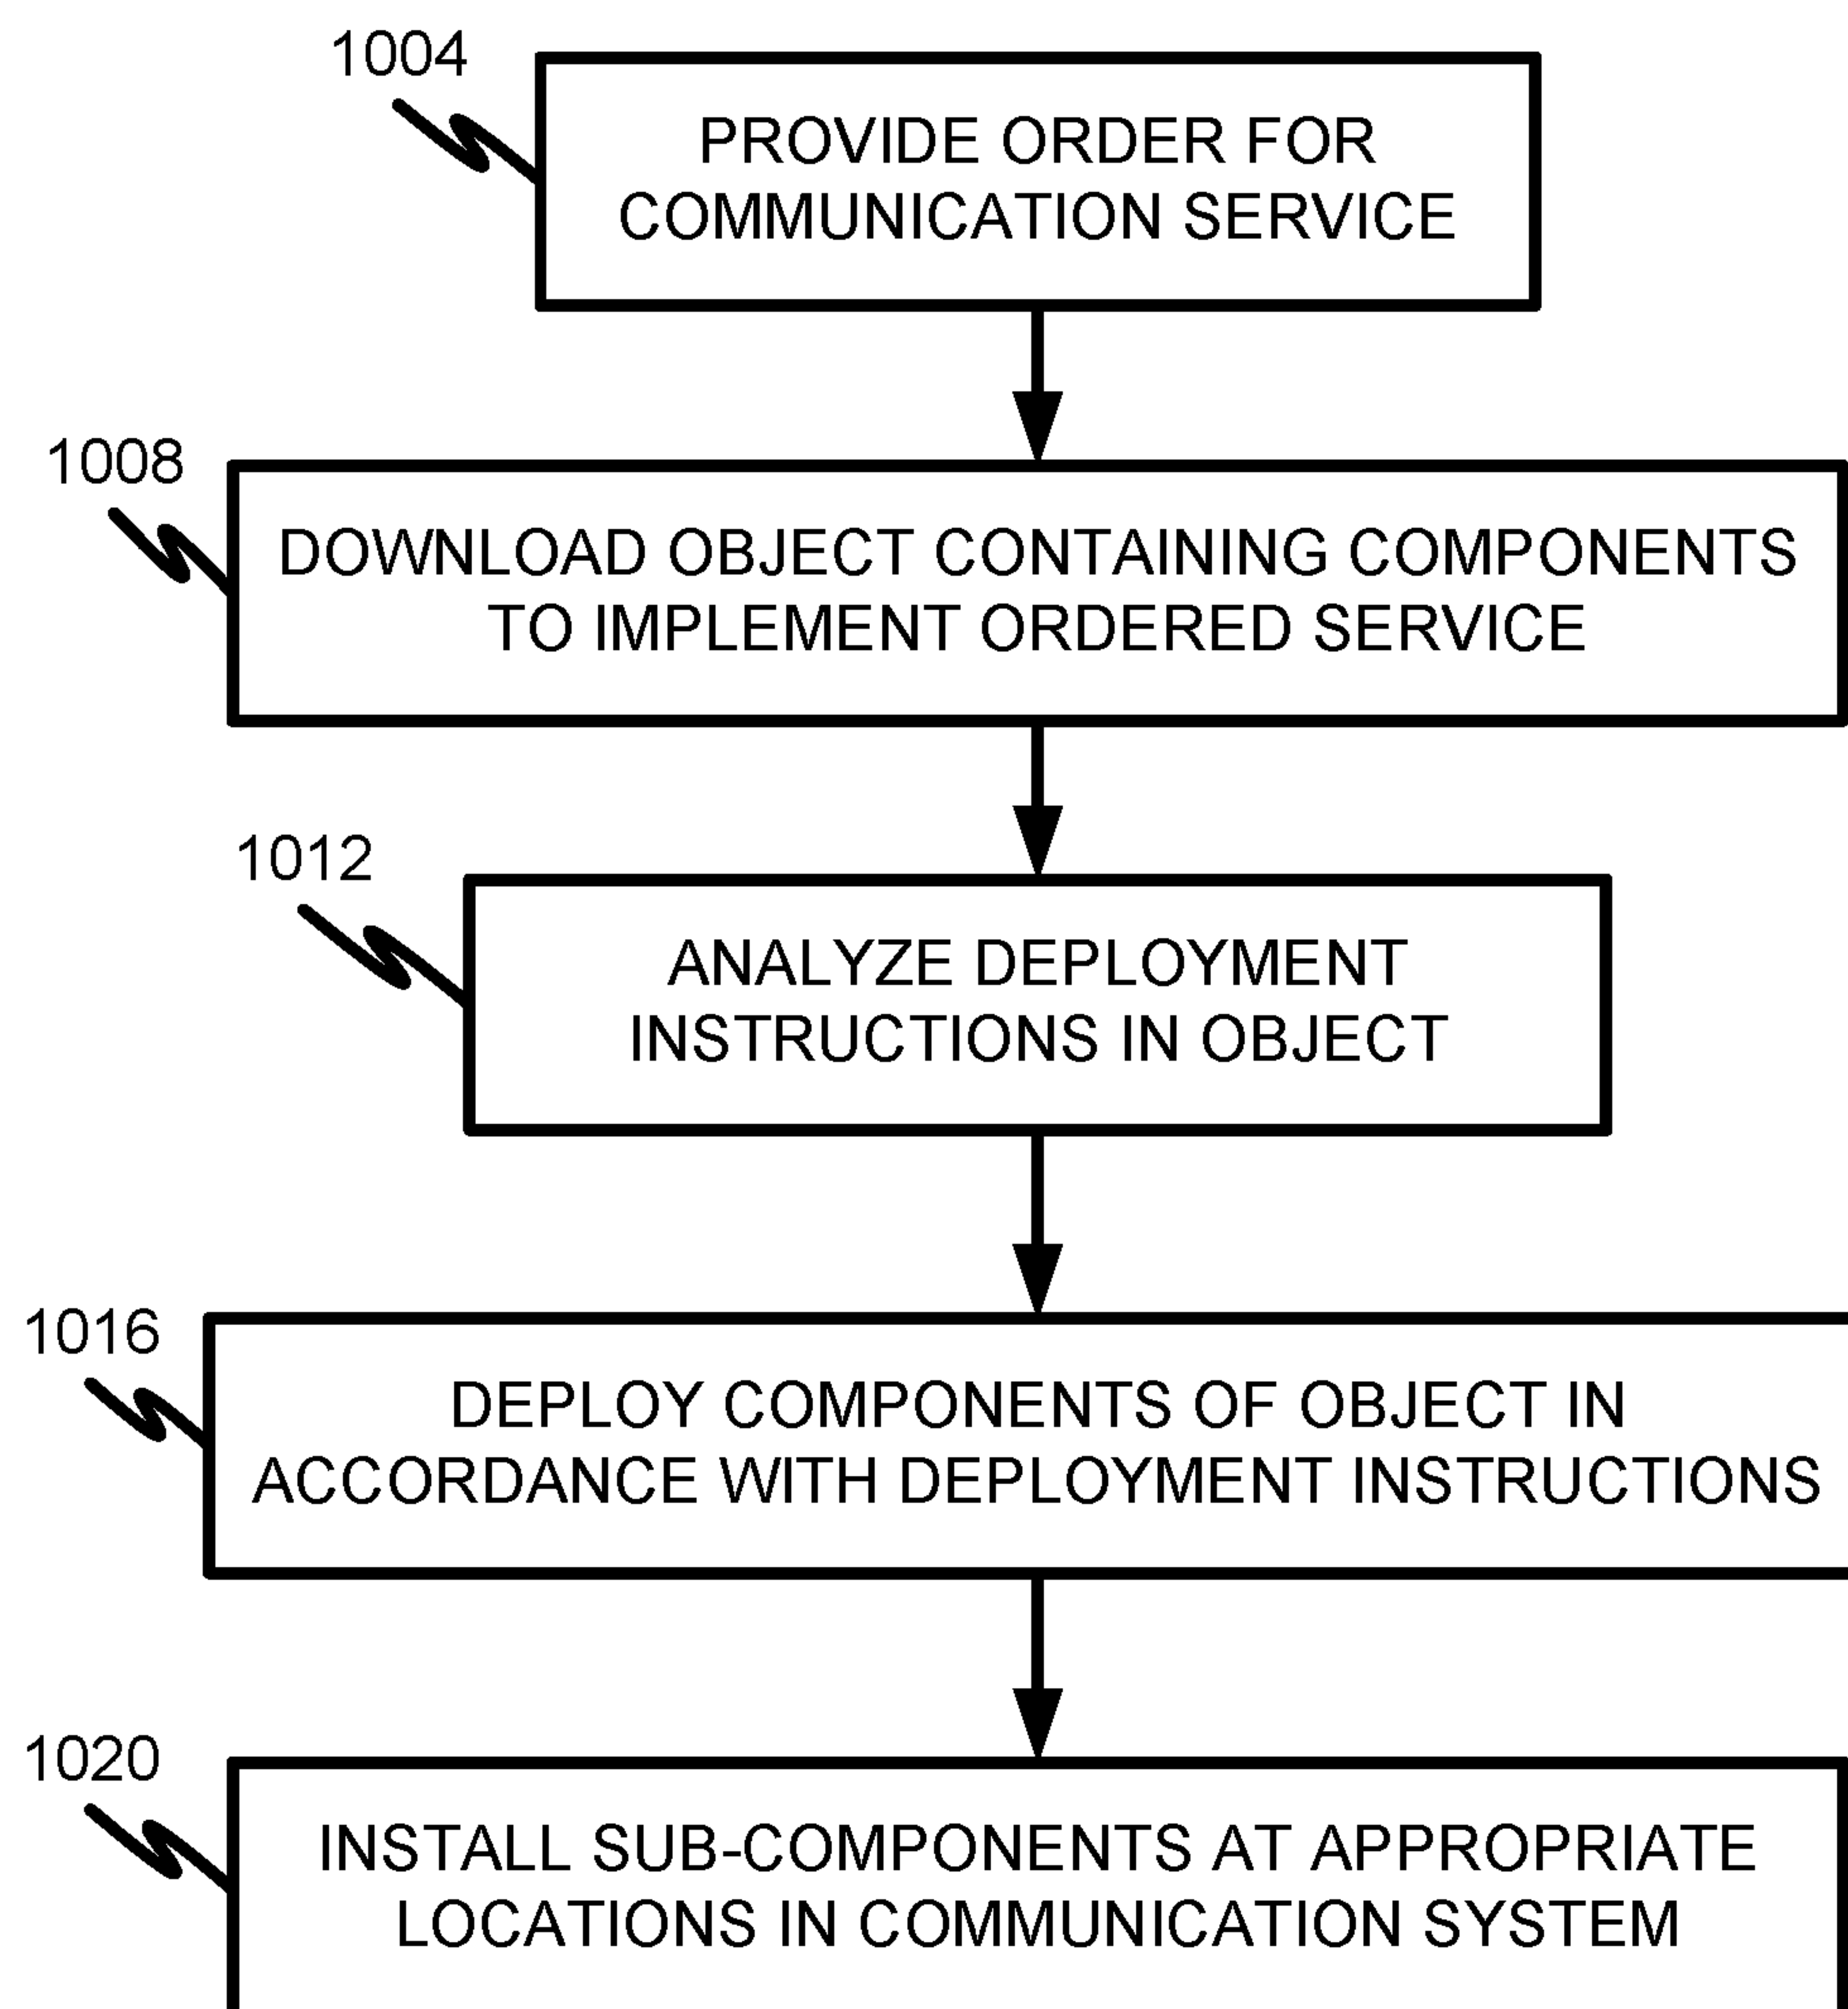 1004
PROVIDE ORDER FOR
COMMUNICATION SERVICE
1008
DOWNLOAD OBJECT CONTAINING COMPONENTS
TO IMPLEMENT ORDERED SERVICE
1012
ANALYZE DEPLOYMENT
INSTRUCTIONS IN OBJECT
1016
DEPLOY COMPONENTS OF OBJECT IN
ACCORDANCE WITH DEPLOYMENT INSTRUCTIONS
1020
INSTALL SUB-COMPONENTS AT APPROPRIATE
LOCATIONS IN COMMUNICATION SYSTEM